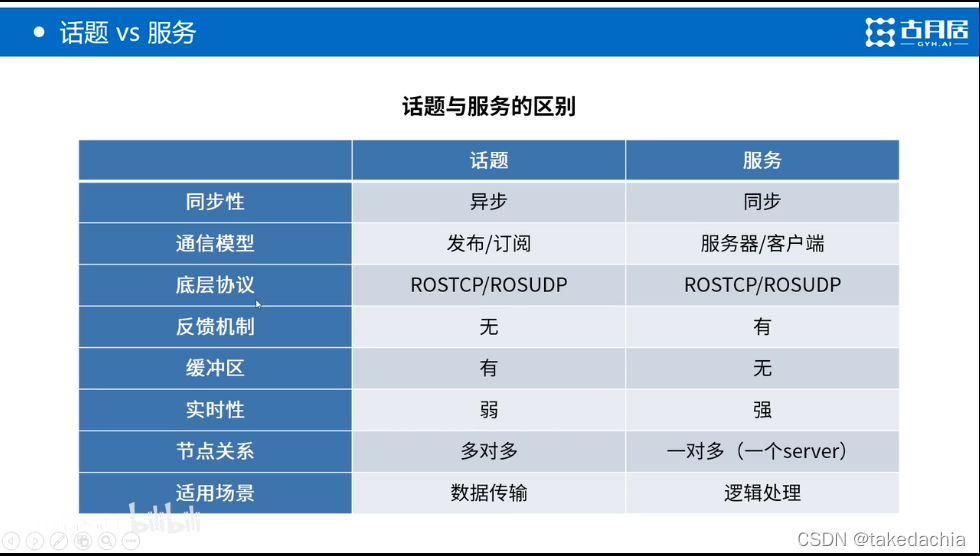 话题 vs 服务
古月居
GYH.AI
话题与服务的区别
话题 服务
同步性 异步 同步
通信模型 发布/订阅 服务器/客户端
底层协议 ROSTCP/ROSUDP ROSTCP/ROSUDP
反馈机制 无 有
缓冲区 有 无
实时性 弱 强
节点关系 多对多 一对多（一个server）
适用场景 数据传输 逻辑处理
bilibili
CSDN @takedachia